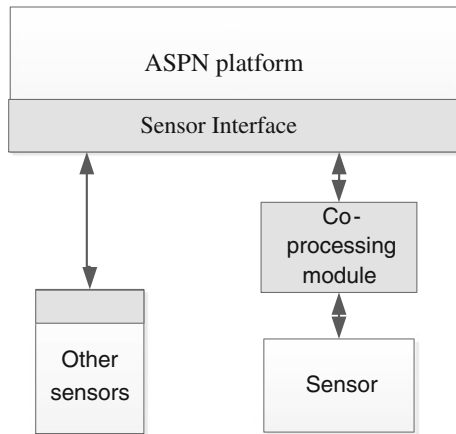 ASPN platform
Sensor Interface
Co-
processing
module
Other
sensors
Sensor